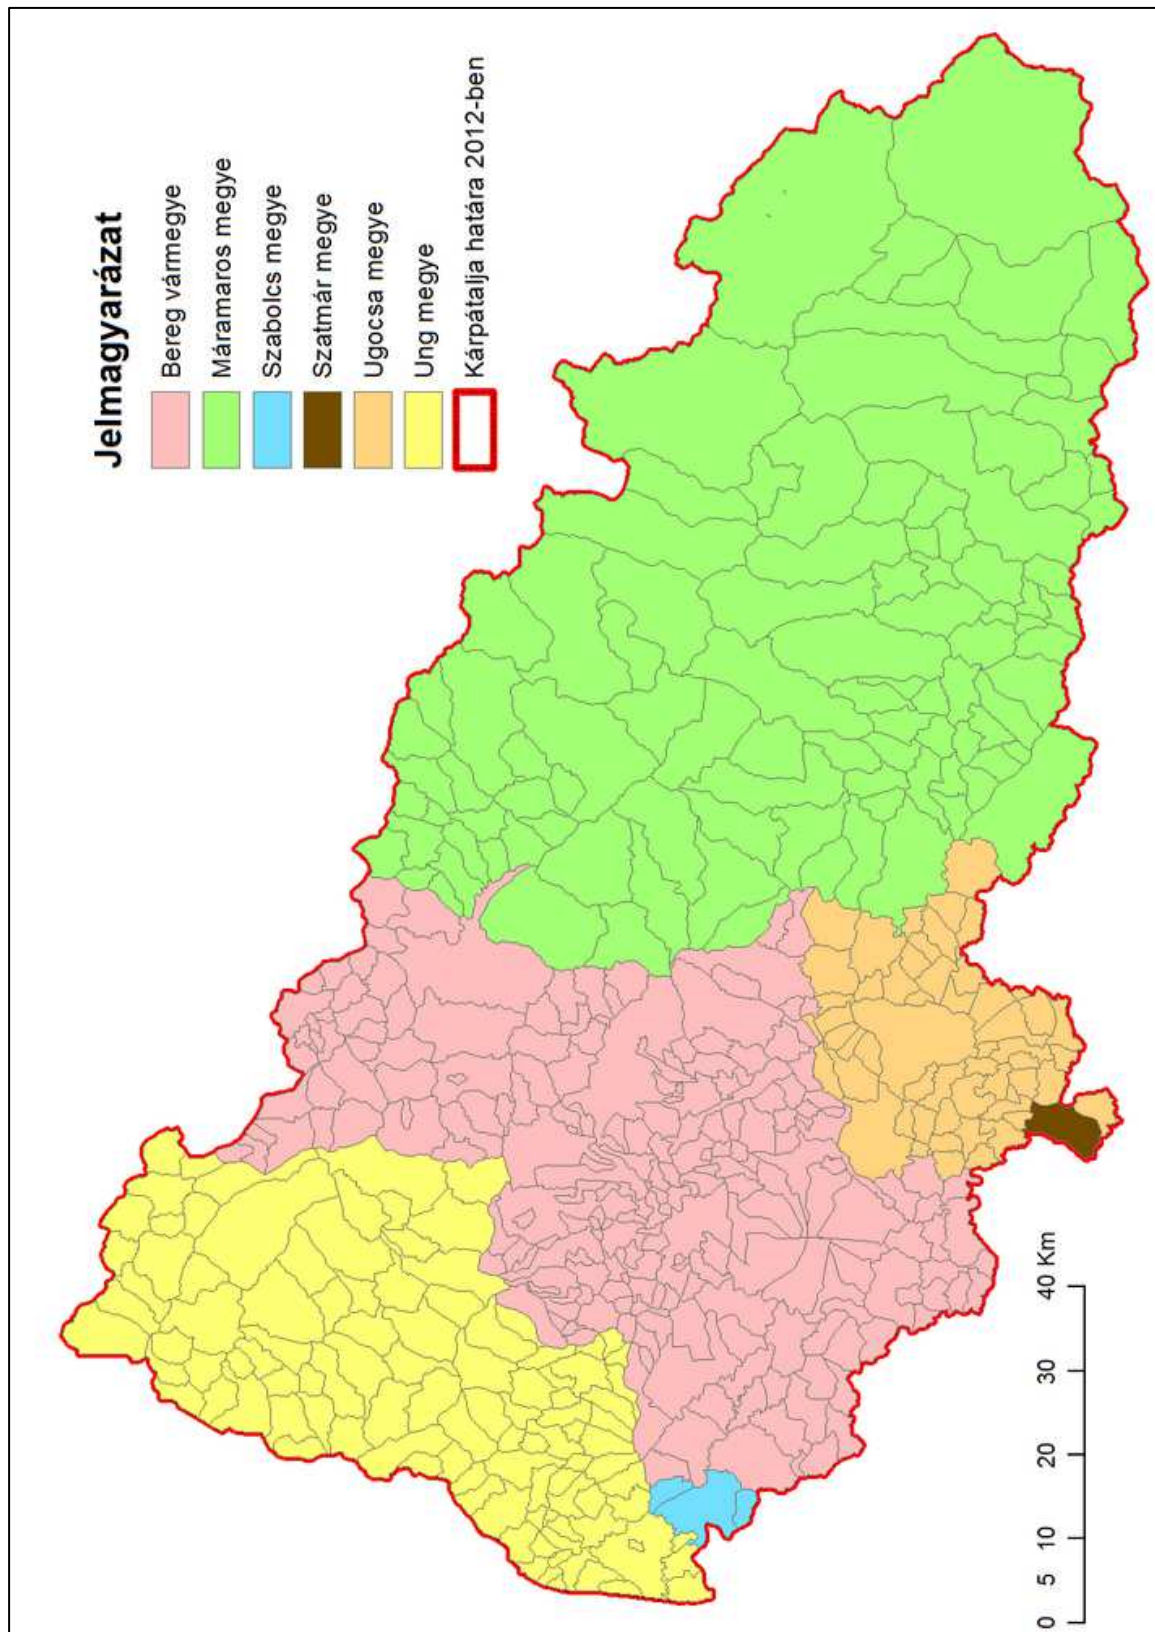 Jelmagyarázat
Bereg vármegye
Máramaros megye
Szabolcs megye
Szatmár megye
Ugocsa megye
Ung megye
Kárpátalja határa 2012-ben
0 5 10 20 30 40 Km